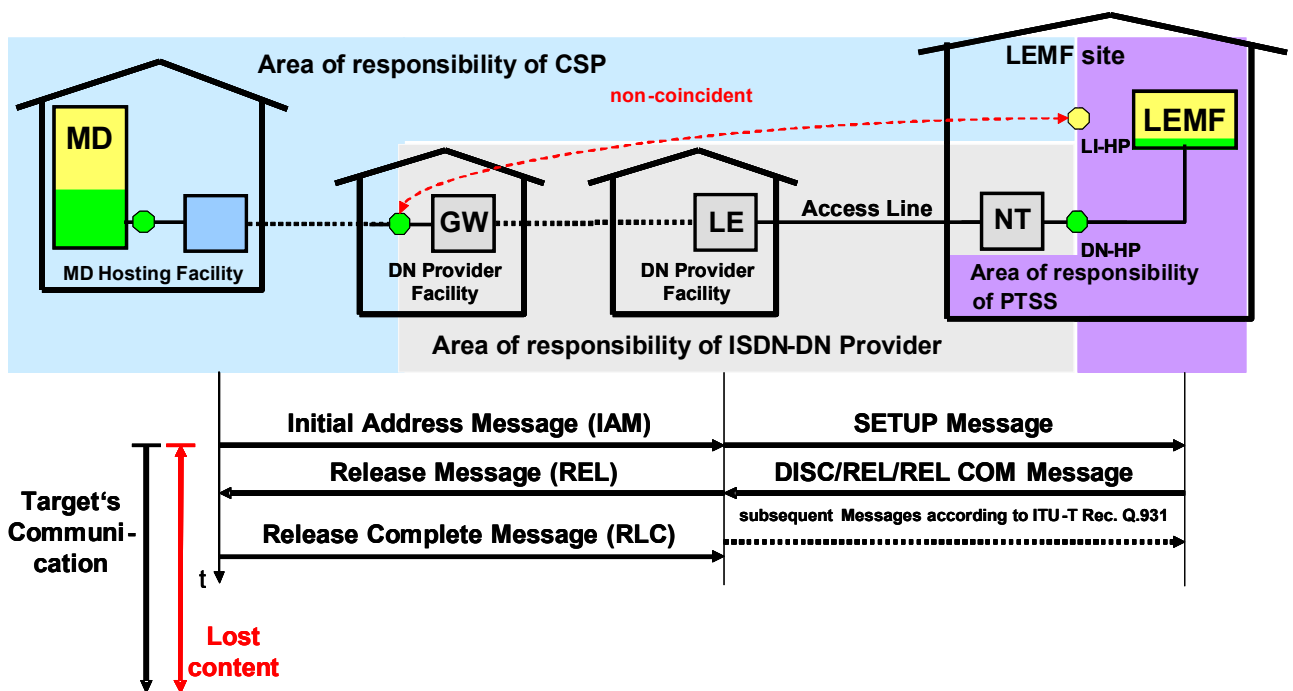 Area of responsibility of CSP
LEMF site
non-coincident
MD
LEMF
LI-HP
GW
LE
Access Line
NT
DN-HP
MD Hosting Facility
DN Provider
Facility
DN Provider
Facility
Area of responsibility
of PTSS
Area of responsibility of ISDN-DN Provider
Initial Address Message (IAM)
SETUP Message
Release Message (REL)
DISC/REL/REL COM Message
Target‘s
Communi-
cation
subsequent Messages according to ITU-T Rec. Q.931
Release Complete Message (RLC)
t
Lost
content